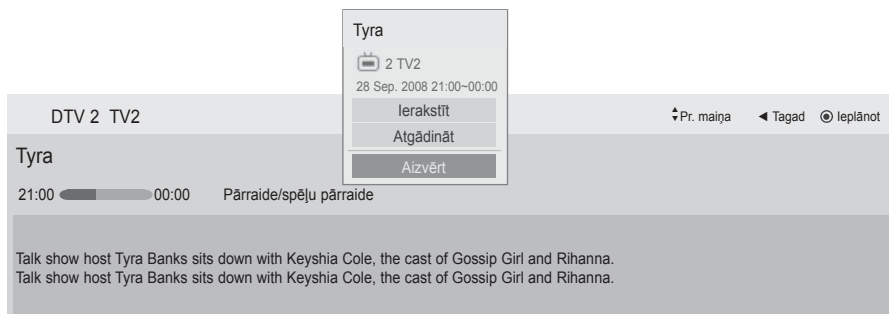 Tyra
2 TV2
28 Sep. 2008 21:00~00:00
Ierakstīt
Atgādināt
Aizvērt
DTV 2 TV2
Pr. maiņa ◄ Tagad ◉ Ieplānot
Tyra
21:00 00:00 Pārraide/spēļu pārraide
Talk show host Tyra Banks sits down with Keyshia Cole, the cast of Gossip Girl and Rihanna.
Talk show host Tyra Banks sits down with Keyshia Cole, the cast of Gossip Girl and Rihanna.